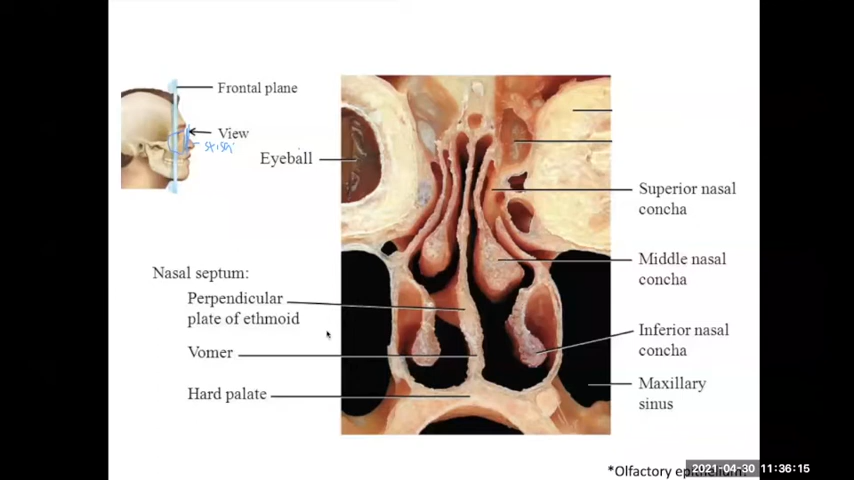 Frontal plane
View
Eyeball
Superior nasal
concha
Middle nasal
concha
Nasal septum:
Perpendicular
plate of ethmoid
Inferior nasal
concha
Vomer
Hard palate
Maxillary
sinus
*Olfactory epithelium
2021-04-30 11:36:15